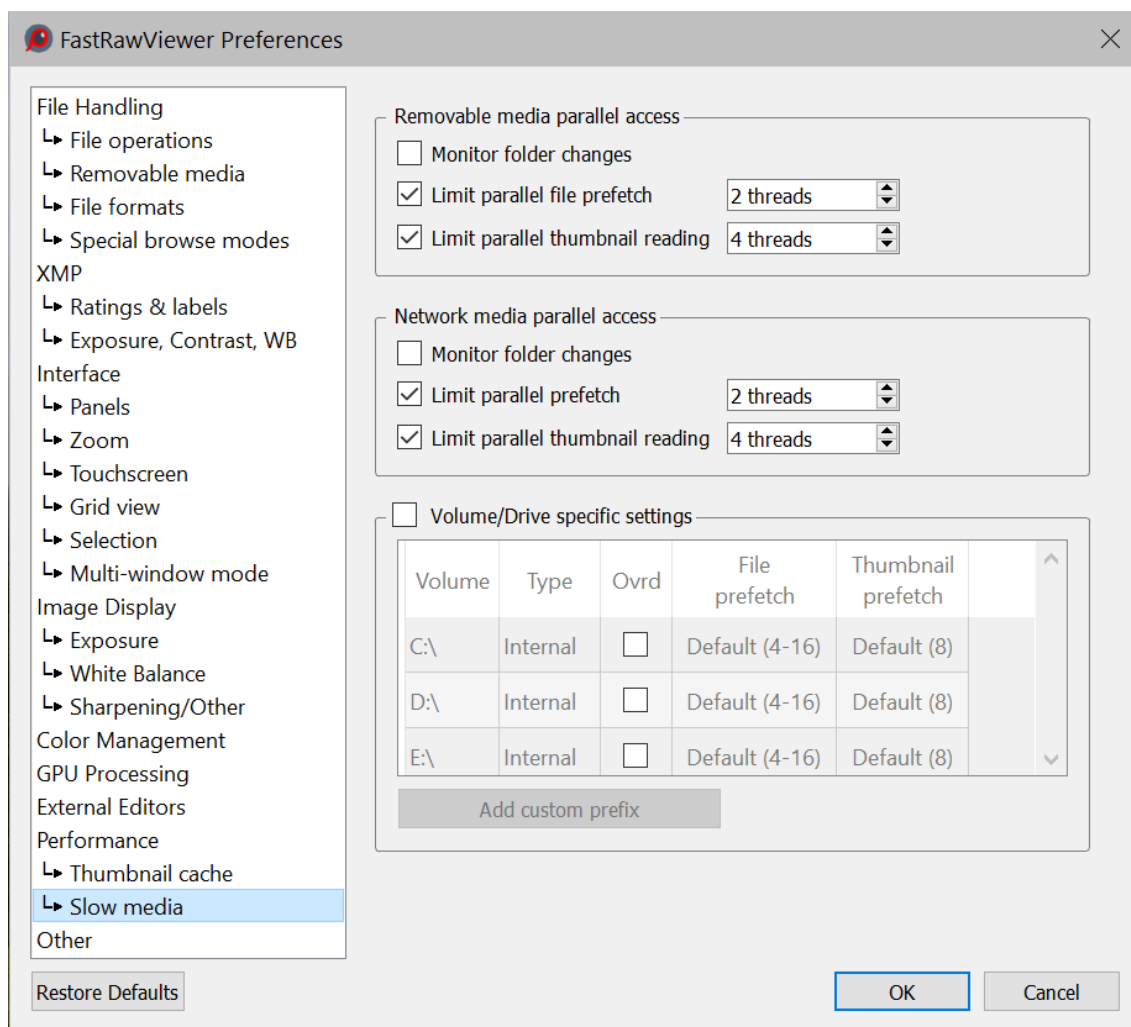 FastRawViewer Preferences
File Handling
File operations
Removable media
File formats
Special browse modes
XMP
Ratings & labels
Exposure, Contrast, WB
Interface
Panels
Zoom
Touchscreen
Grid view
Selection
Multi-window mode
Image Display
Exposure
White Balance
Sharpening/Other
Color Management
GPU Processing
External Editors
Performance
Thumbnail cache
Slow media
Other
Restore Defaults
Removable media parallel access
Monitor folder changes
Limit parallel file prefetch 2 threads
Limit parallel thumbnail reading 4 threads
Network media parallel access
Monitor folder changes
Limit parallel prefetch 2 threads
Limit parallel thumbnail reading 4 threads
Volume/Drive specific settings
Volume Type Ovrd File prefetch Thumbnail prefetch
C:\ Internal Default (4-16) Default (8)
D:\ Internal Default (4-16) Default (8)
E:\ Internal Default (4-16) Default (8)
Add custom prefix
OK Cancel